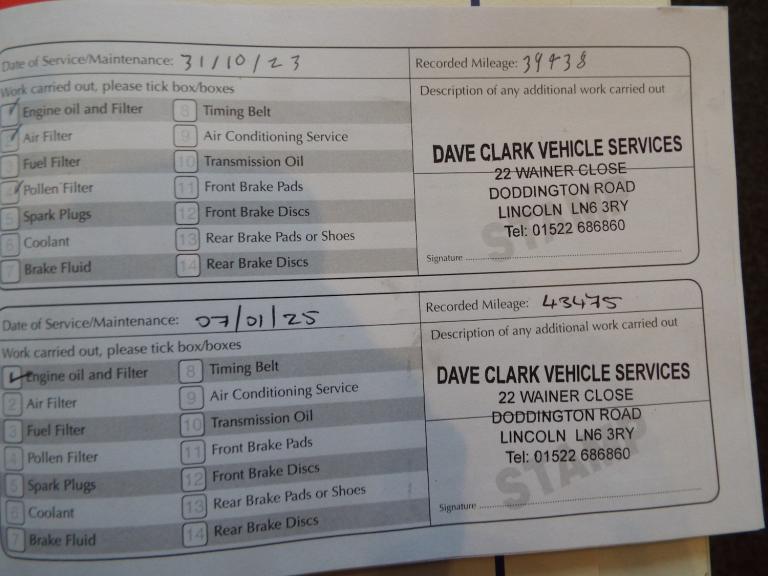 Date of Service/Maintenance: 31/10/23
Recorded Mileage: 39438
Work carried out, please tick box/boxes
Description of any additional work carried out
1 Engine oil and Filter
8 Timing Belt
2 Air Filter
9 Air Conditioning Service
3 Fuel Filter
10 Transmission Oil
4 Pollen Filter
11 Front Brake Pads
5 Spark Plugs
12 Front Brake Discs
6 Coolant
13 Rear Brake Pads or Shoes
7 Brake Fluid
14 Rear Brake Discs
DAVE CLARK VEHICLE SERVICES
22 WAINER CLOSE
DODDINGTON ROAD
LINCOLN LN6 3RY
Tel: 01522 686860
STAMP
Signature
Date of Service/Maintenance: 07/01/25
Recorded Mileage: 43475
Work carried out, please tick box/boxes
Description of any additional work carried out
Engine oil and Filter
8 Timing Belt
2 Air Filter
9 Air Conditioning Service
3 Fuel Filter
10 Transmission Oil
4 Pollen Filter
11 Front Brake Pads
5 Spark Plugs
12 Front Brake Discs
6 Coolant
13 Rear Brake Pads or Shoes
7 Brake Fluid
14 Rear Brake Discs
DAVE CLARK VEHICLE SERVICES
22 WAINER CLOSE
DODDINGTON ROAD
LINCOLN LN6 3RY
Tel: 01522 686860
STAMP
Signature